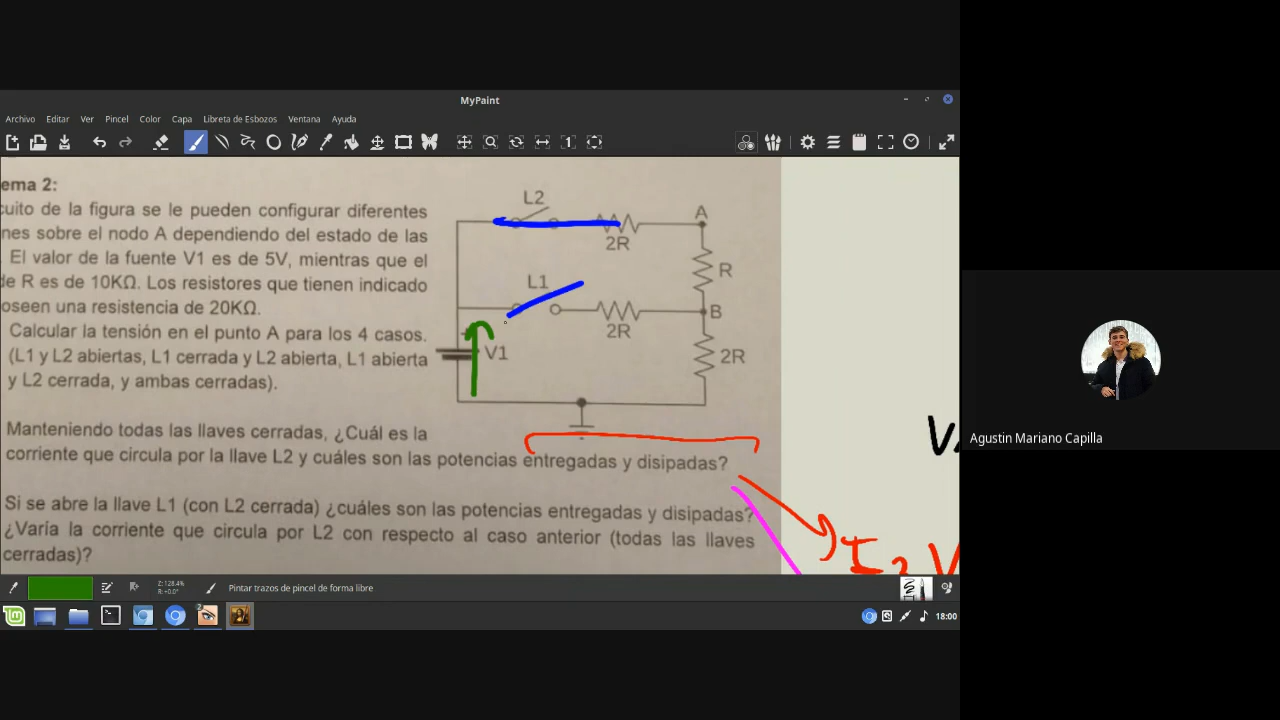 MyPaint
Archivo Editar Ver Pincel Color Capa Libreta de Esbozos Ventana Ayuda
ema 2:
cuito de la figura se le pueden configurar diferentes
nes sobre el nodo A dependiendo del estado de las
El valor de la fuente V1 es de 5V, mientras que el
de R es de 10KΩ. Los resistores que tienen indicado
oseen una resistencia de 20KΩ.
Calcular la tensión en el punto A para los 4 casos.
(L1 y L2 abiertas, L1 cerrada y L2 abierta, L1 abierta
y L2 cerrada, y ambas cerradas).
L2
2R
A
R
L1
2R
B
V1
2R
Manteniendo todas las llaves cerradas, ¿Cuál es la
corriente que circula por la llave L2 y cuáles son las potencias entregadas y disipadas?
Si se abre la llave L1 (con L2 cerrada) ¿cuáles son las potencias entregadas y disipadas?
¿Varía la corriente que circula por L2 con respecto al caso anterior (todas las llaves
cerradas)?
Z:128.4%
R:+0.0°
Pintar trazos de pincel de forma libre
18:00
Agustin Mariano Capilla